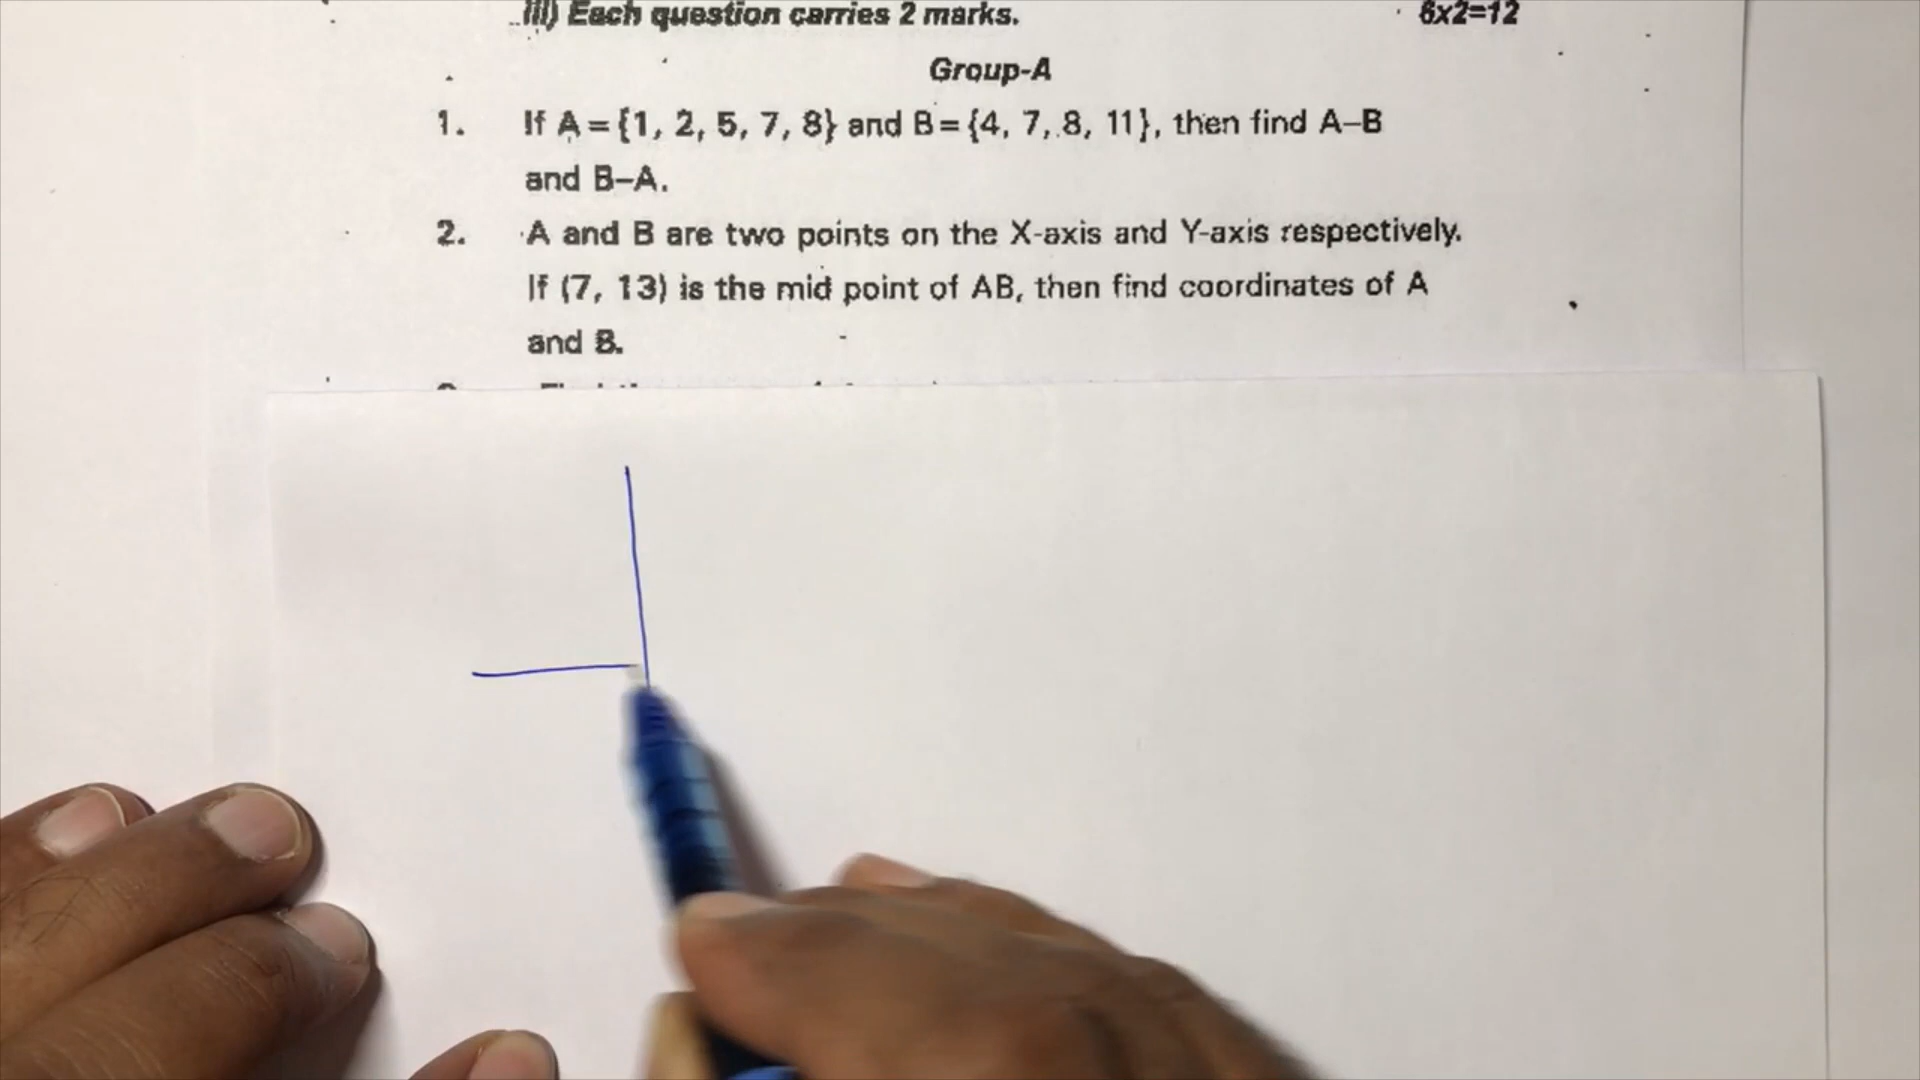 III) Each question carries 2 marks. 6x2=12
Group-A
1. If A={1, 2, 5, 7, 8} and B={4, 7, 8, 11}, then find A–B
and B–A.
2. A and B are two points on the X-axis and Y-axis respectively.
If (7, 13) is the mid point of AB, then find coordinates of A
and B.